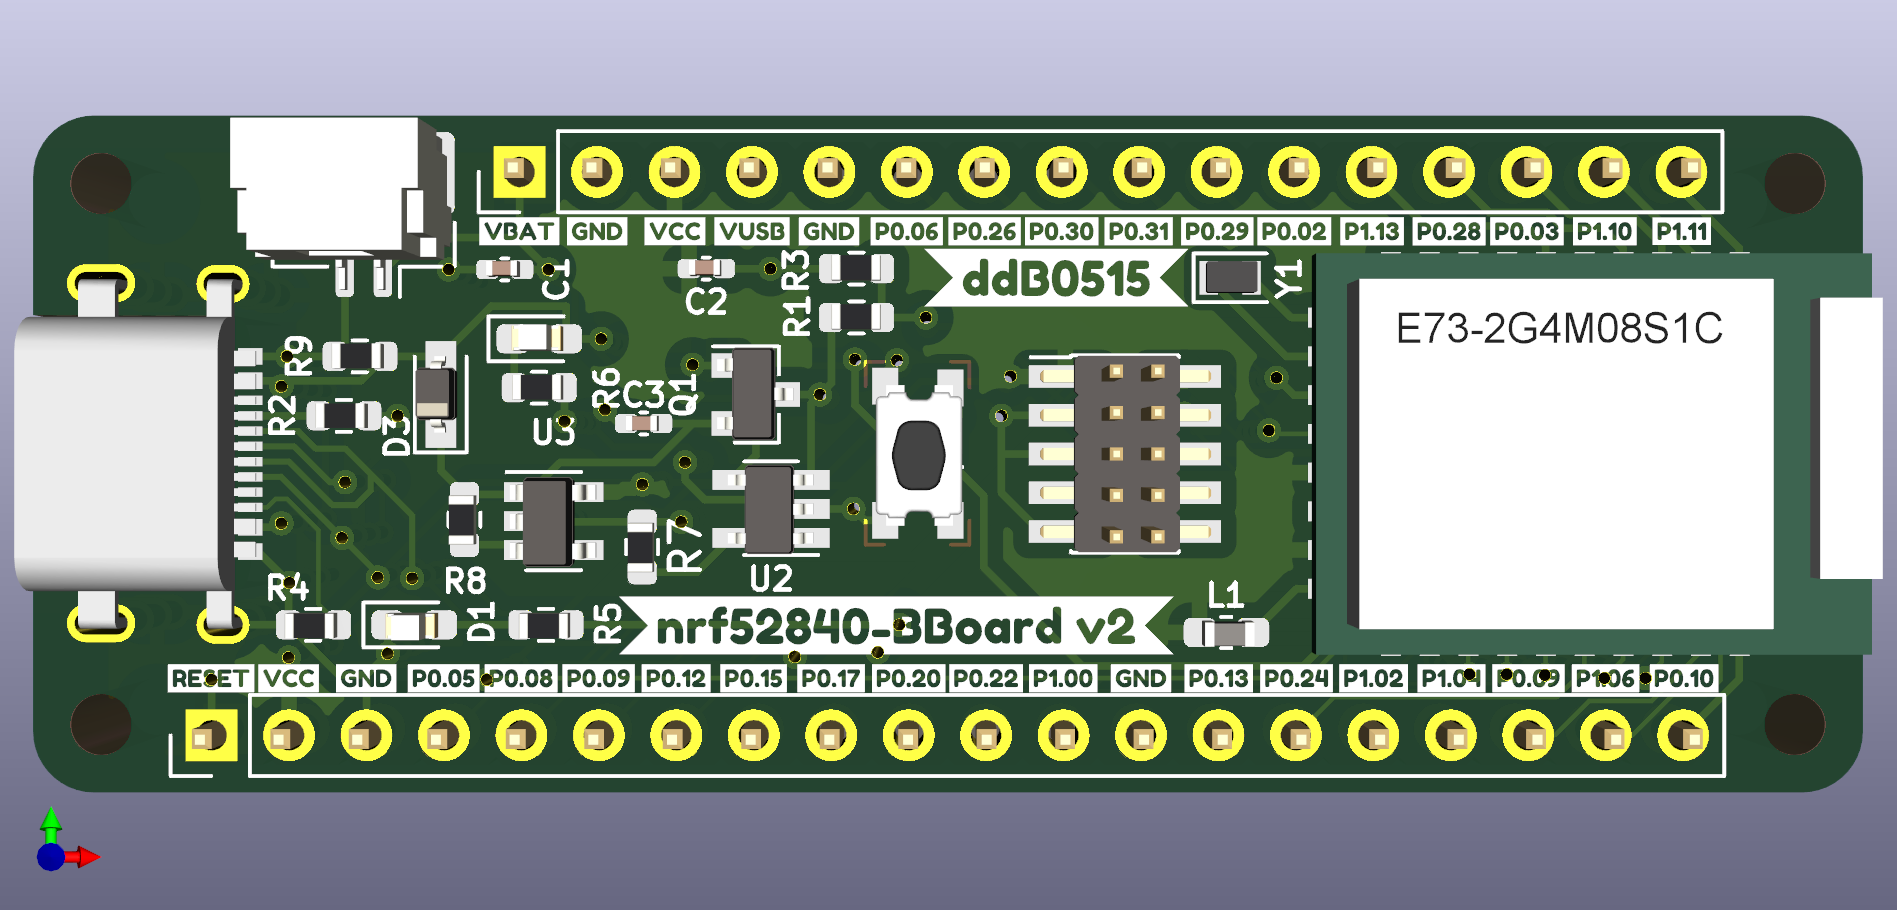 VBAT GND VCC VUSB GND P0.06 P0.26 P0.30 P0.31 P0.29 P0.02 P1.13 P0.28 P0.03 P1.10 P1.11
C1
C2
R3
ddB0515
Y1
R1
E73-2G4M08S1C
R9
R2
D3
R6
C3
Q1
U3
R8
R7
U2
R4
D1
R5
nrf52840-BBoard v2
L1
RESET VCC GND P0.05 P0.08 P0.09 P0.12 P0.15 P0.17 P0.20 P0.22 P1.00 GND P0.13 P0.24 P1.02 P1.04 P0.09 P1.06 P0.10